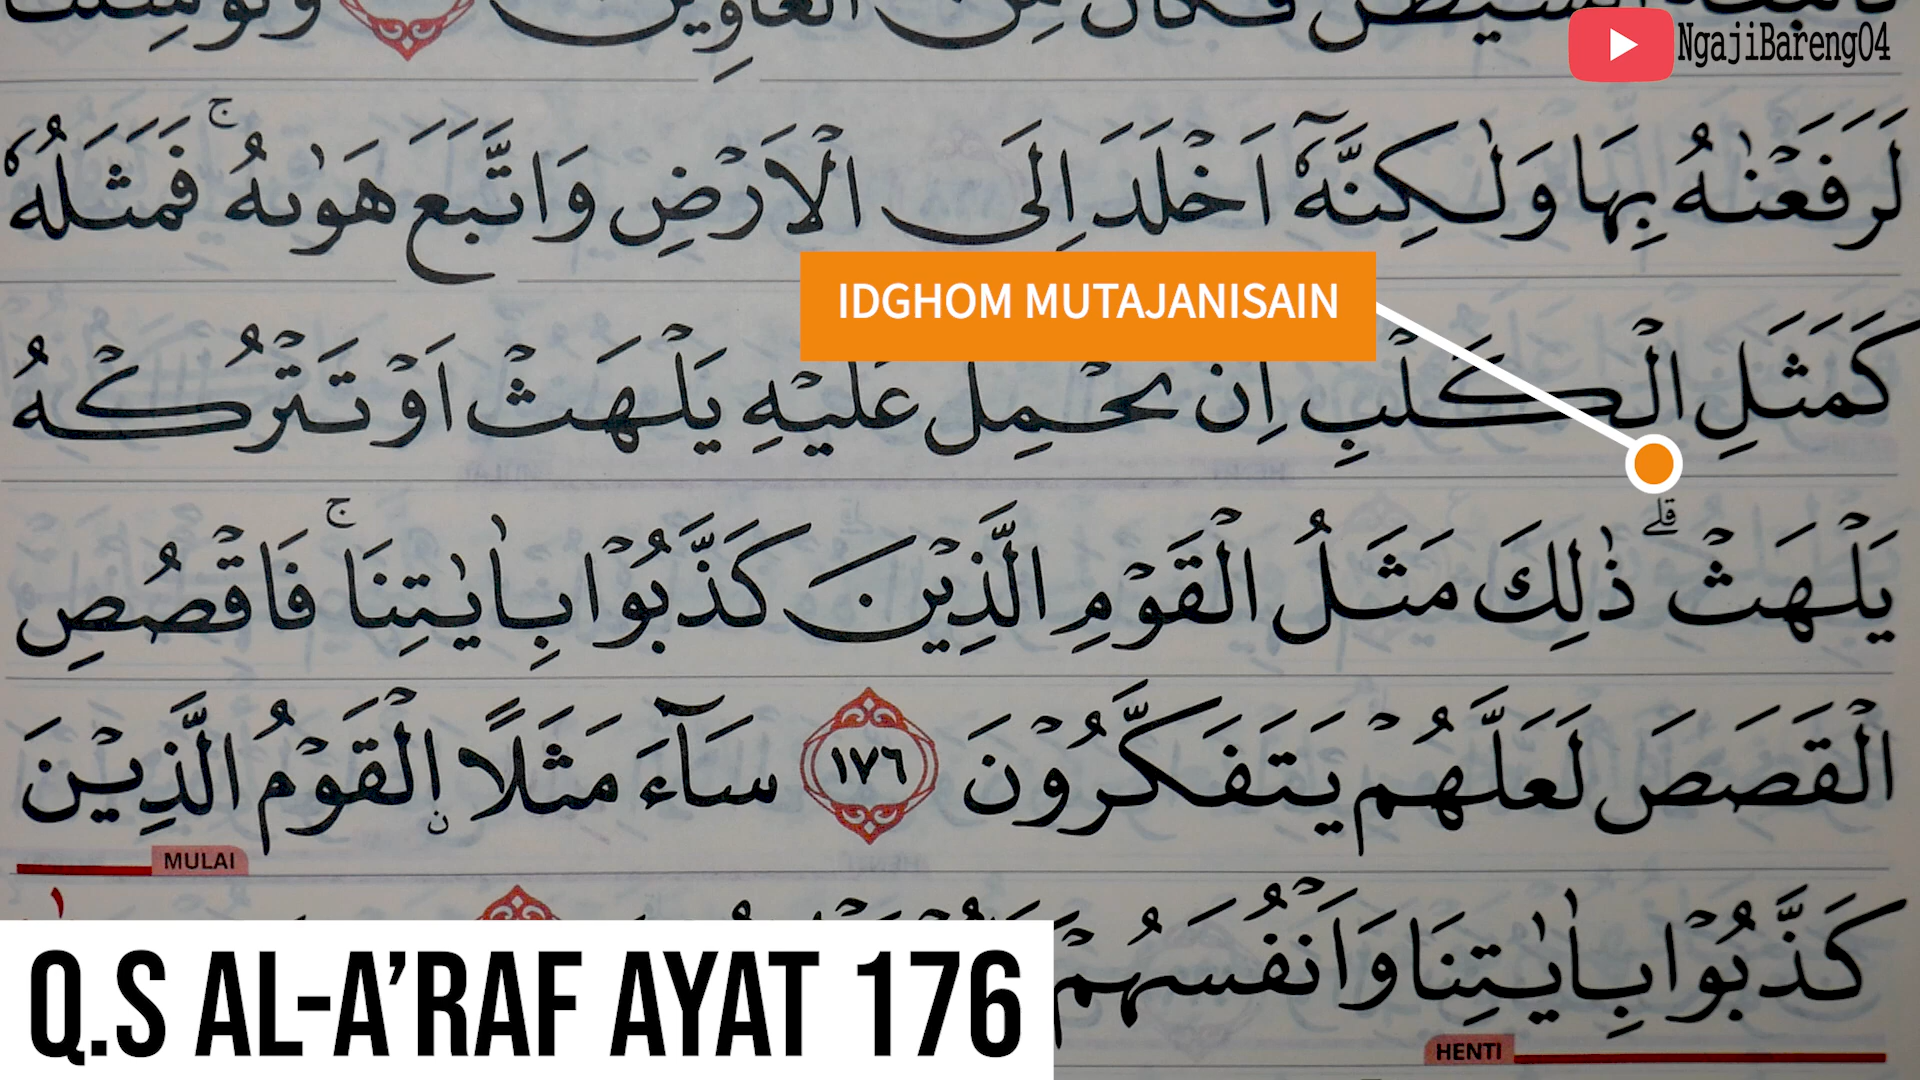 NgajiBareng04
لَرَفَعْنٰهُ بِهَا وَلٰكِنَّهٗٓ اَخْلَدَ اِلَى الْاَرْضِ وَاتَّبَعَ هَوٰىهُۚ فَمَثَلُهٗ
IDGHOM MUTAJANISAIN
كَمَثَلِ الْكَلْبِ اِنْ تَحْمِلْ عَلَيْهِ يَلْهَثْ اَوْ تَتْرُكْهُ
يَلْهَثْۗ ذٰلِكَ مَثَلُ الْقَوْمِ الَّذِيْنَ كَذَّبُوْا بِاٰيٰتِنَاۚ فَاقْصُصِ
الْقَصَصَ لَعَلَّهُمْ يَتَفَكَّرُوْنَ ١٧٦ سَاۤءَ مَثَلًا ࣙالْقَوْمُ الَّذِيْنَ
MULAI
كَذَّبُوْا بِاٰيٰتِنَا وَاَنْفُسَهُمْ
HENTI
Q.S AL-A’RAF AYAT 176